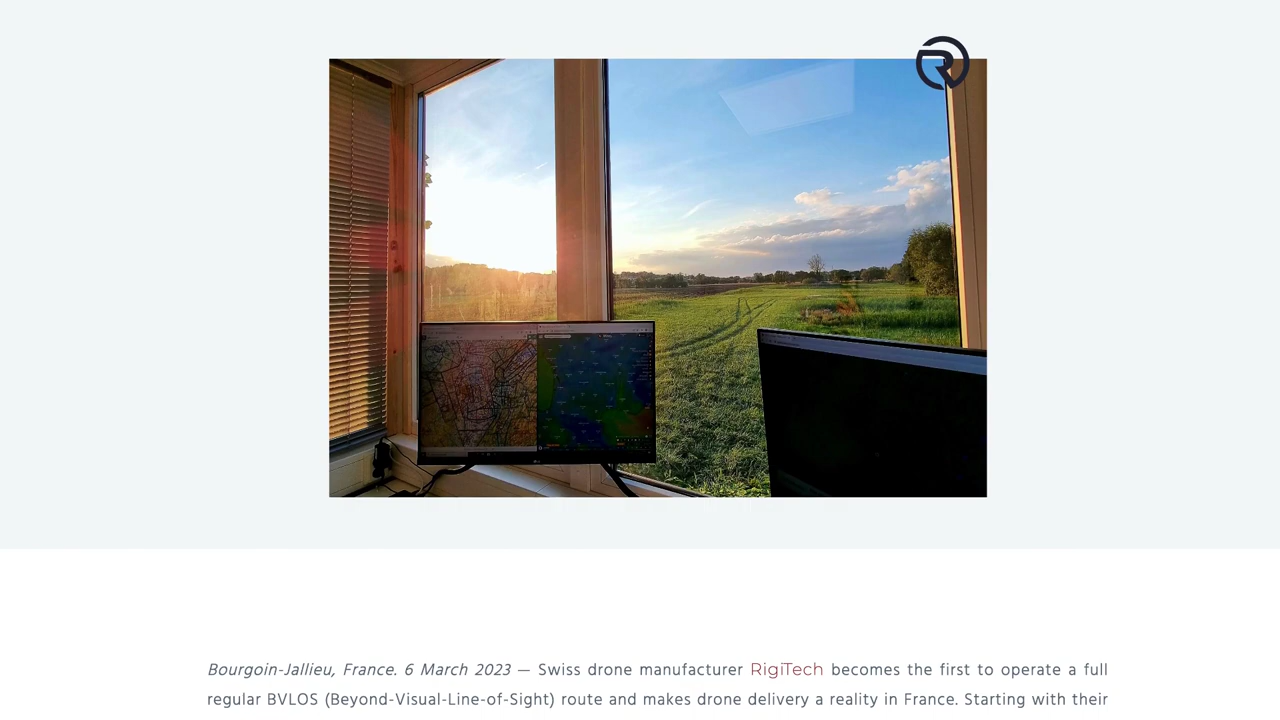 Bourgoin-Jallieu, France. 6 March 2023 — Swiss drone manufacturer RigiTech becomes the first to operate a full
regular BVLOS (Beyond-Visual-Line-of-Sight) route and makes drone delivery a reality in France. Starting with their